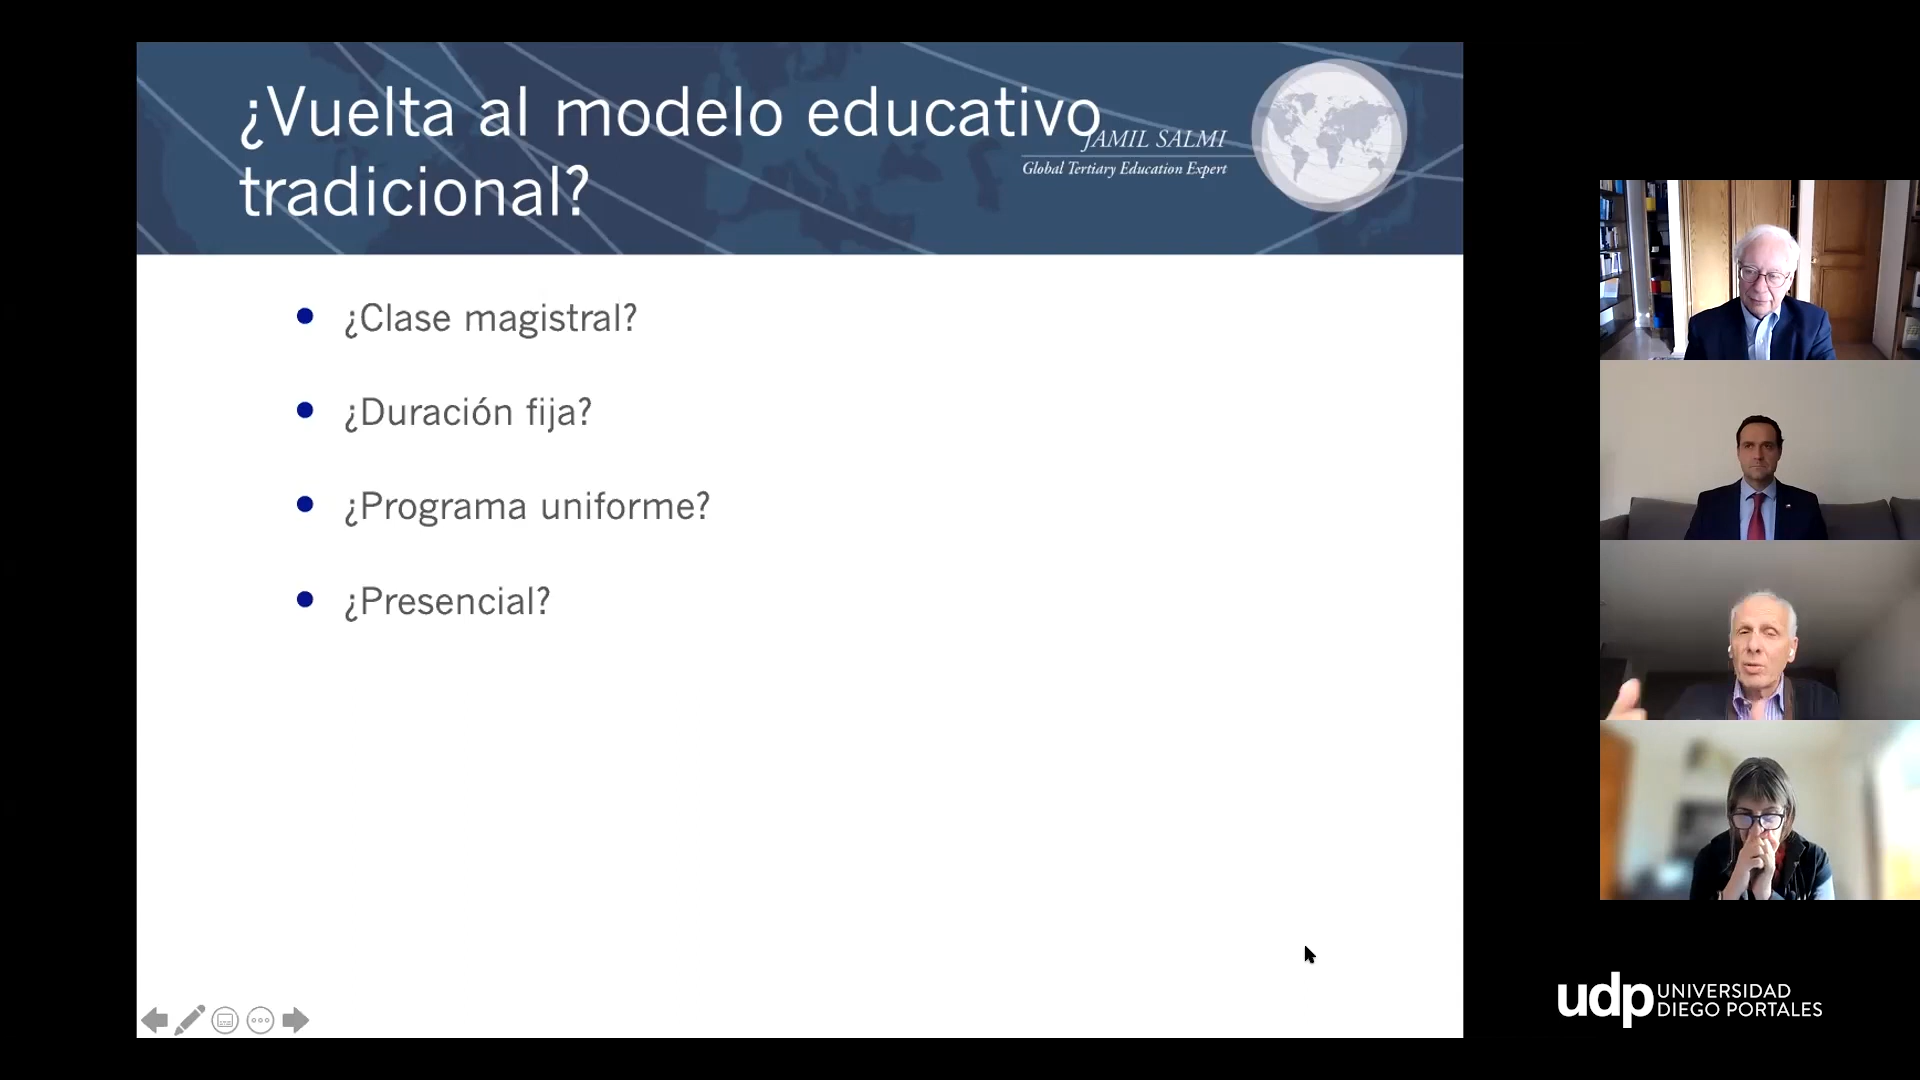 ¿Vuelta al modelo educativo
tradicional?
JAMIL SALMI
Global Tertiary Education Expert
¿Clase magistral?
¿Duración fija?
¿Programa uniforme?
¿Presencial?
udp UNIVERSIDAD
DIEGO PORTALES